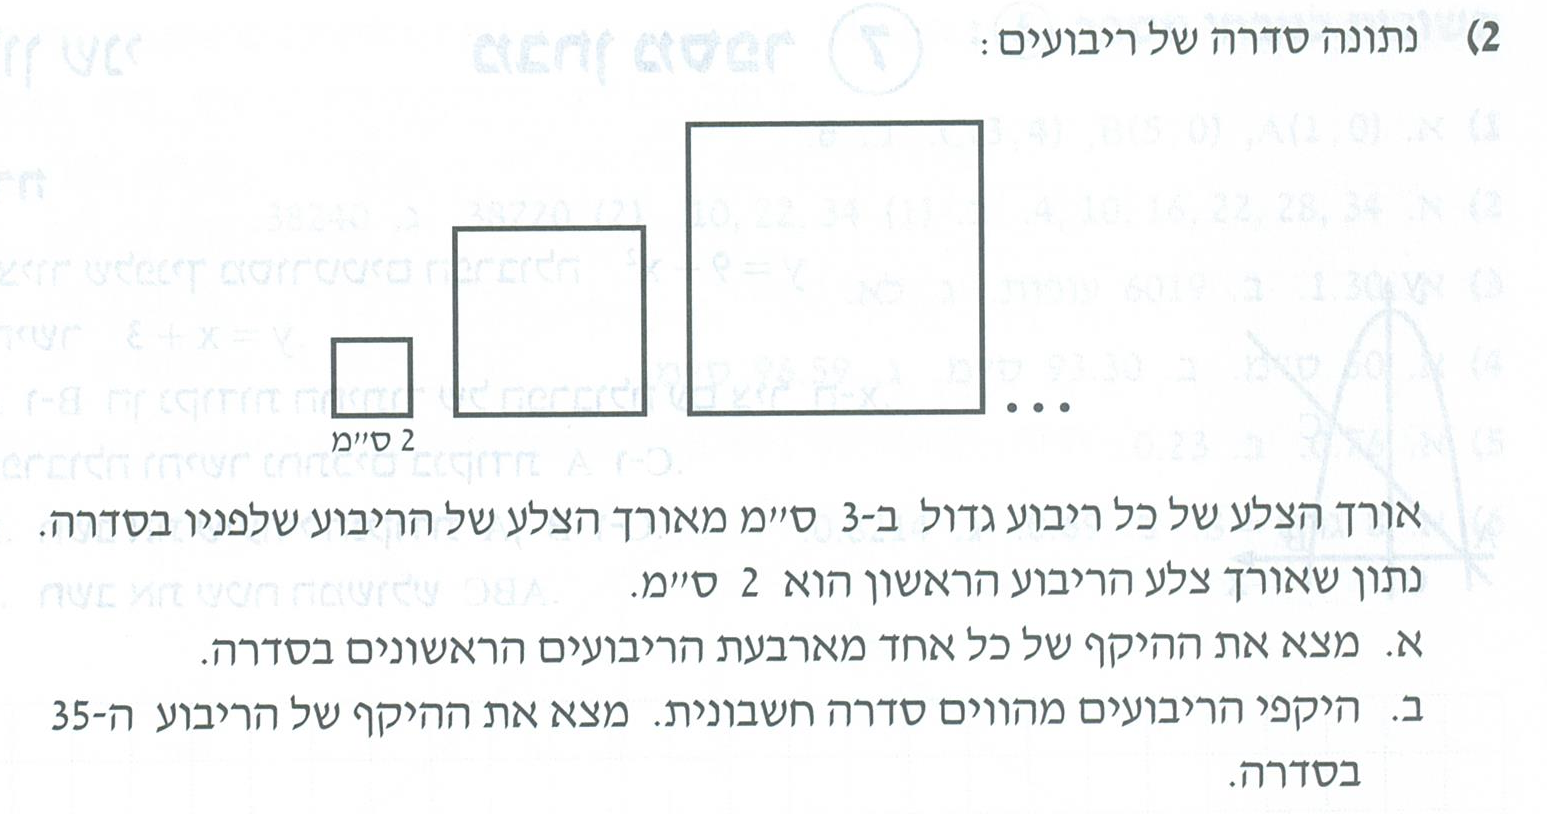 2) נתונה סדרה של ריבועים:
2 ס"מ
...
אורך הצלע של כל ריבוע גדול ב-3 ס"מ מאורך הצלע של הריבוע שלפניו בסדרה.
נתון שאורך צלע הריבוע הראשון הוא 2 ס"מ.
א. מצא את ההיקף של כל אחד מארבעת הריבועים הראשונים בסדרה.
ב. היקפי הריבועים מהווים סדרה חשבונית. מצא את ההיקף של הריבוע ה-35
בסדרה.